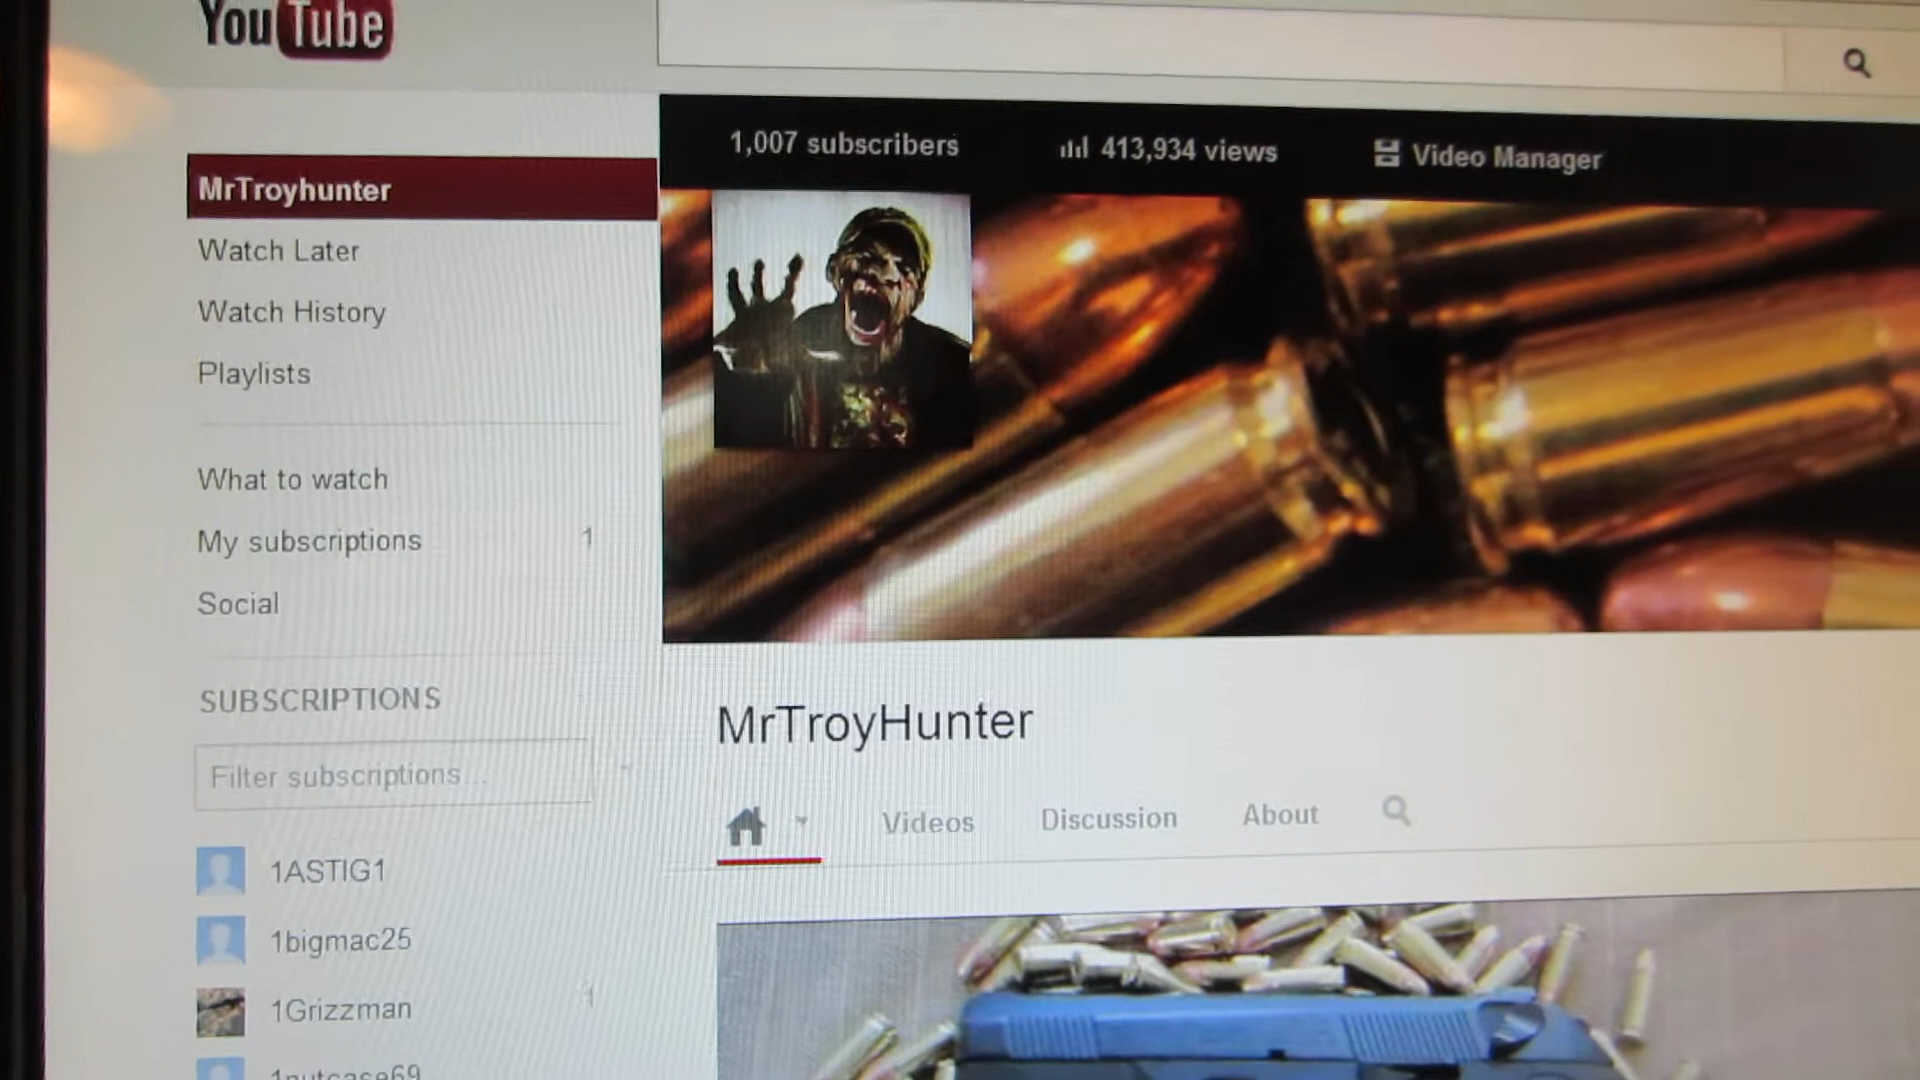 YouTube
1,007 subscribers
413,934 views
Video Manager
MrTroyhunter
Watch Later
Watch History
Playlists
What to watch
My subscriptions 1
Social
SUBSCRIPTIONS
Filter subscriptions...
1ASTIG1
1bigmac25
1Grizzman 1
1nutcase69
MrTroyHunter
Videos
Discussion
About